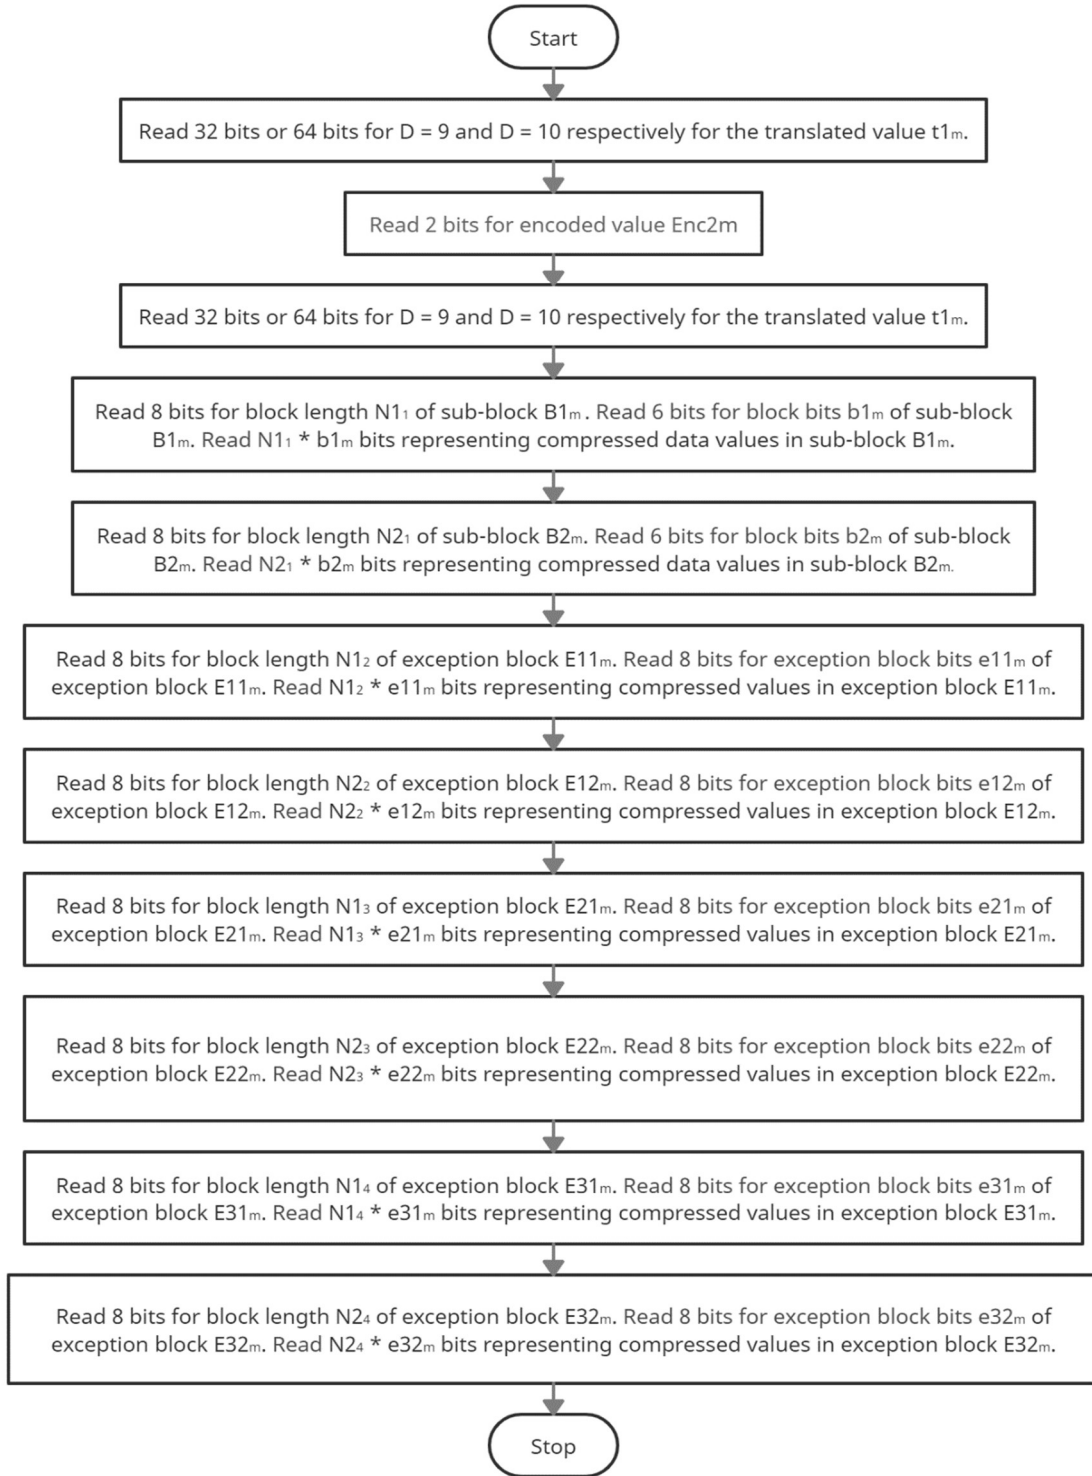 Start
Read 32 bits or 64 bits for D = 9 and D = 10 respectively for the translated value t1ₘ.
Read 2 bits for encoded value Enc2m
Read 32 bits or 64 bits for D = 9 and D = 10 respectively for the translated value t1ₘ.
Read 8 bits for block length N1₁ of sub-block B1ₘ. Read 6 bits for block bits b1ₘ of sub-block
B1ₘ. Read N1₁ * b1ₘ bits representing compressed data values in sub-block B1ₘ.
Read 8 bits for block length N2₁ of sub-block B2ₘ. Read 6 bits for block bits b2ₘ of sub-block
B2ₘ. Read N2₁ * b2ₘ bits representing compressed data values in sub-block B2ₘ.
Read 8 bits for block length N1₂ of exception block E11ₘ. Read 8 bits for exception block bits e11ₘ of
exception block E11ₘ. Read N1₂ * e11ₘ bits representing compressed values in exception block E11ₘ.
Read 8 bits for block length N2₂ of exception block E12ₘ. Read 8 bits for exception block bits e12ₘ of
exception block E12ₘ. Read N2₂ * e12ₘ bits representing compressed values in exception block E12ₘ.
Read 8 bits for block length N1₃ of exception block E21ₘ. Read 8 bits for exception block bits e21ₘ of
exception block E21ₘ. Read N1₃ * e21ₘ bits representing compressed values in exception block E21ₘ.
Read 8 bits for block length N2₃ of exception block E22ₘ. Read 8 bits for exception block bits e22ₘ of
exception block E22ₘ. Read N2₃ * e22ₘ bits representing compressed values in exception block E22ₘ.
Read 8 bits for block length N1₄ of exception block E31ₘ. Read 8 bits for exception block bits e31ₘ of
exception block E31ₘ. Read N1₄ * e31ₘ bits representing compressed values in exception block E31ₘ.
Read 8 bits for block length N2₄ of exception block E32ₘ. Read 8 bits for exception block bits e32ₘ of
exception block E32ₘ. Read N2₄ * e32ₘ bits representing compressed values in exception block E32ₘ.
Stop